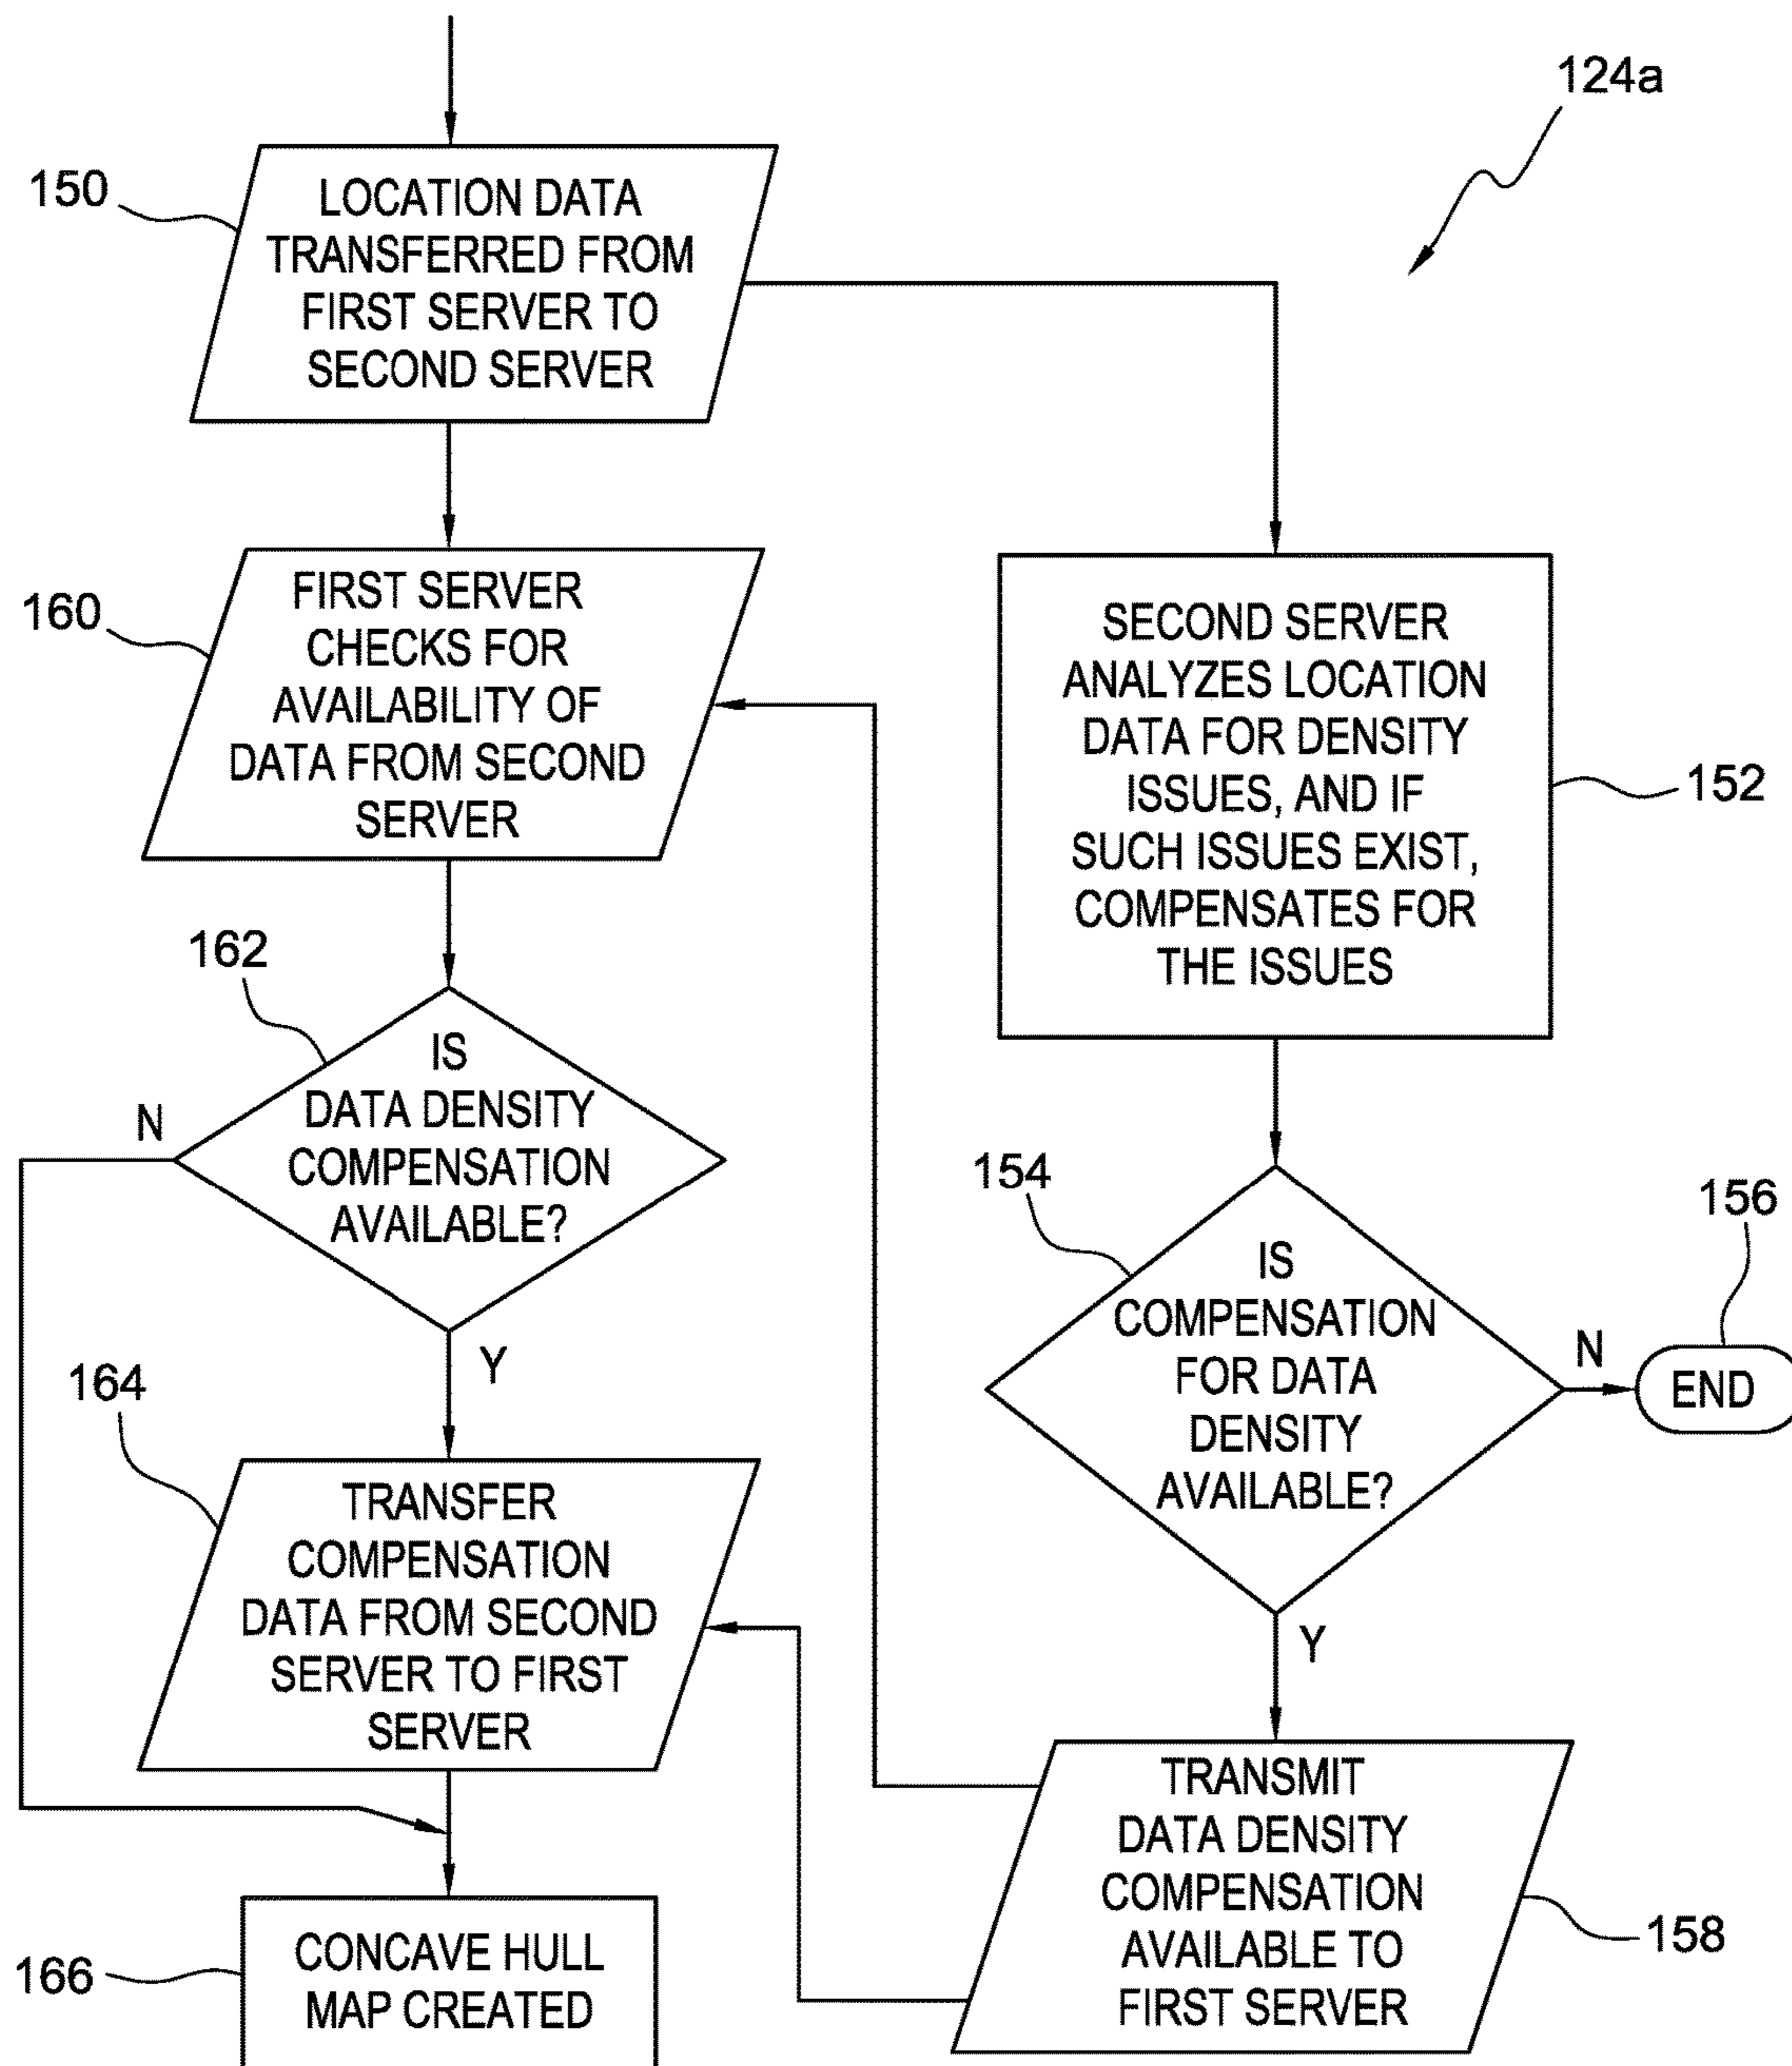 124a
150
LOCATION DATA
TRANSFERRED FROM
FIRST SERVER TO
SECOND SERVER
160
FIRST SERVER
CHECKS FOR
AVAILABILITY OF
DATA FROM SECOND
SERVER
SECOND SERVER
ANALYZES LOCATION
DATA FOR DENSITY
ISSUES, AND IF
SUCH ISSUES EXIST,
COMPENSATES FOR
THE ISSUES
152
162
IS
DATA DENSITY
COMPENSATION
AVAILABLE?
N
Y
154
IS
COMPENSATION
FOR DATA
DENSITY
AVAILABLE?
N
156
END
Y
164
TRANSFER
COMPENSATION
DATA FROM SECOND
SERVER TO FIRST
SERVER
TRANSMIT
DATA DENSITY
COMPENSATION
AVAILABLE TO
FIRST SERVER
158
166
CONCAVE HULL
MAP CREATED